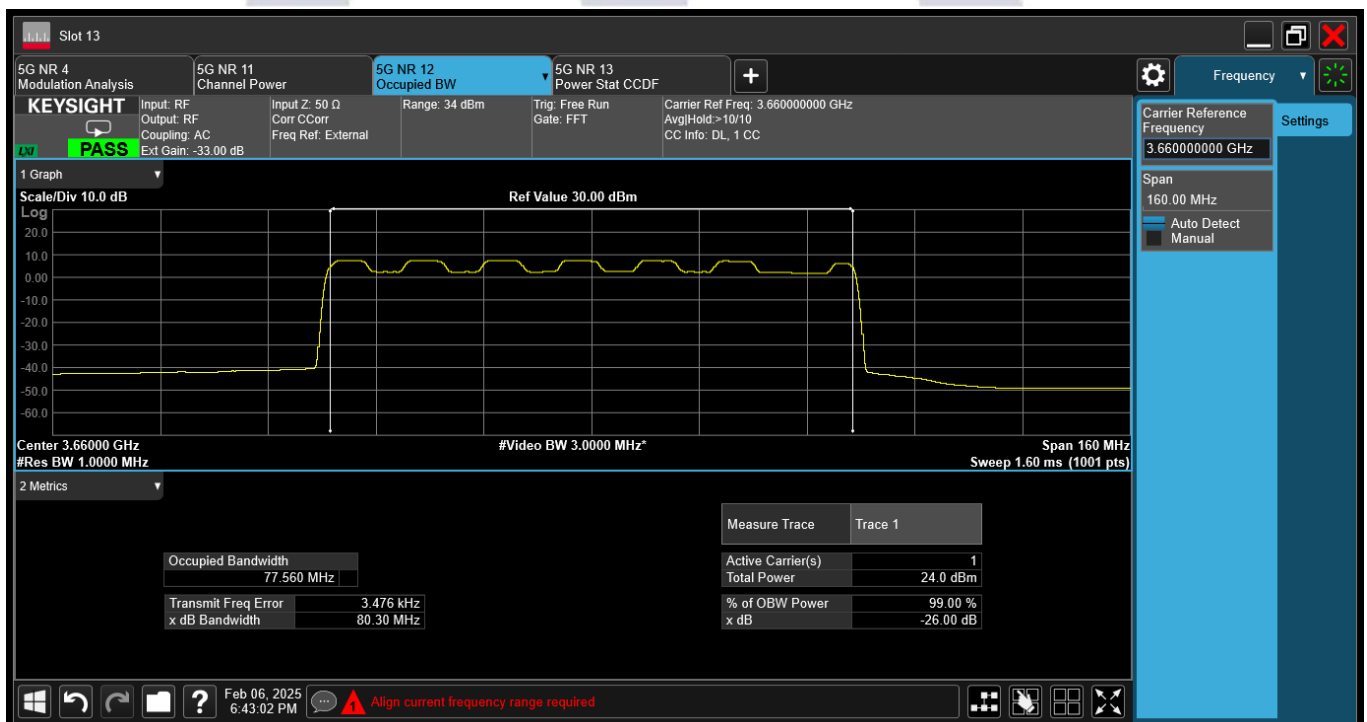 Slot 13
5G NR 4
Modulation Analysis
5G NR 11
Channel Power
5G NR 12
Occupied BW
5G NR 13
Power Stat CCDF
Frequency
KEYSIGHT
LXI
PASS
Input: RF
Output: RF
Coupling: AC
Ext Gain: -33.00 dB
Input Z: 50 Ω
Corr CCorr
Freq Ref: External
Range: 34 dBm
Trig: Free Run
Gate: FFT
Carrier Ref Freq: 3.660000000 GHz
Avg|Hold:>10/10
CC Info: DL, 1 CC
Carrier Reference
Frequency
3.660000000 GHz
Settings
Span
160.00 MHz
Auto Detect
Manual
1 Graph
Scale/Div 10.0 dB
Ref Value 30.00 dBm
Log
20.0
10.0
0.00
-10.0
-20.0
-30.0
-40.0
-50.0
-60.0
Center 3.66000 GHz
#Video BW 3.0000 MHz*
Span 160 MHz
#Res BW 1.0000 MHz
Sweep 1.60 ms (1001 pts)
2 Metrics
Measure Trace Trace 1
Occupied Bandwidth
77.560 MHz
Active Carrier(s) 1
Total Power 24.0 dBm
Transmit Freq Error 3.476 kHz
x dB Bandwidth 80.30 MHz
% of OBW Power 99.00 %
x dB -26.00 dB
?
Feb 06, 2025
6:43:02 PM
1
Align current frequency range required